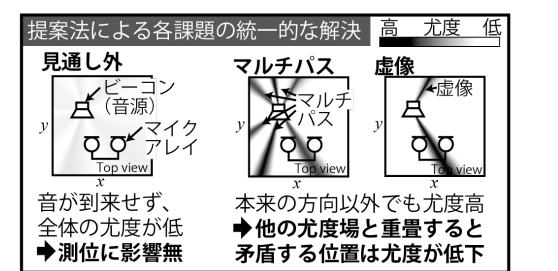 提案法による各課題の統一的な解決
高 尤度 低
見通し外
ビーコン
（音源）
マイク
アレイ
y
Top view
x
音が到来せず、
全体の尤度が低
➡測位に影響無
マルチパス
マルチ
パス
y
Top view
x
虚像
虚像
y
Top view
x
本来の方向以外でも尤度高
➡他の尤度場と重畳すると
矛盾する位置は尤度が低下